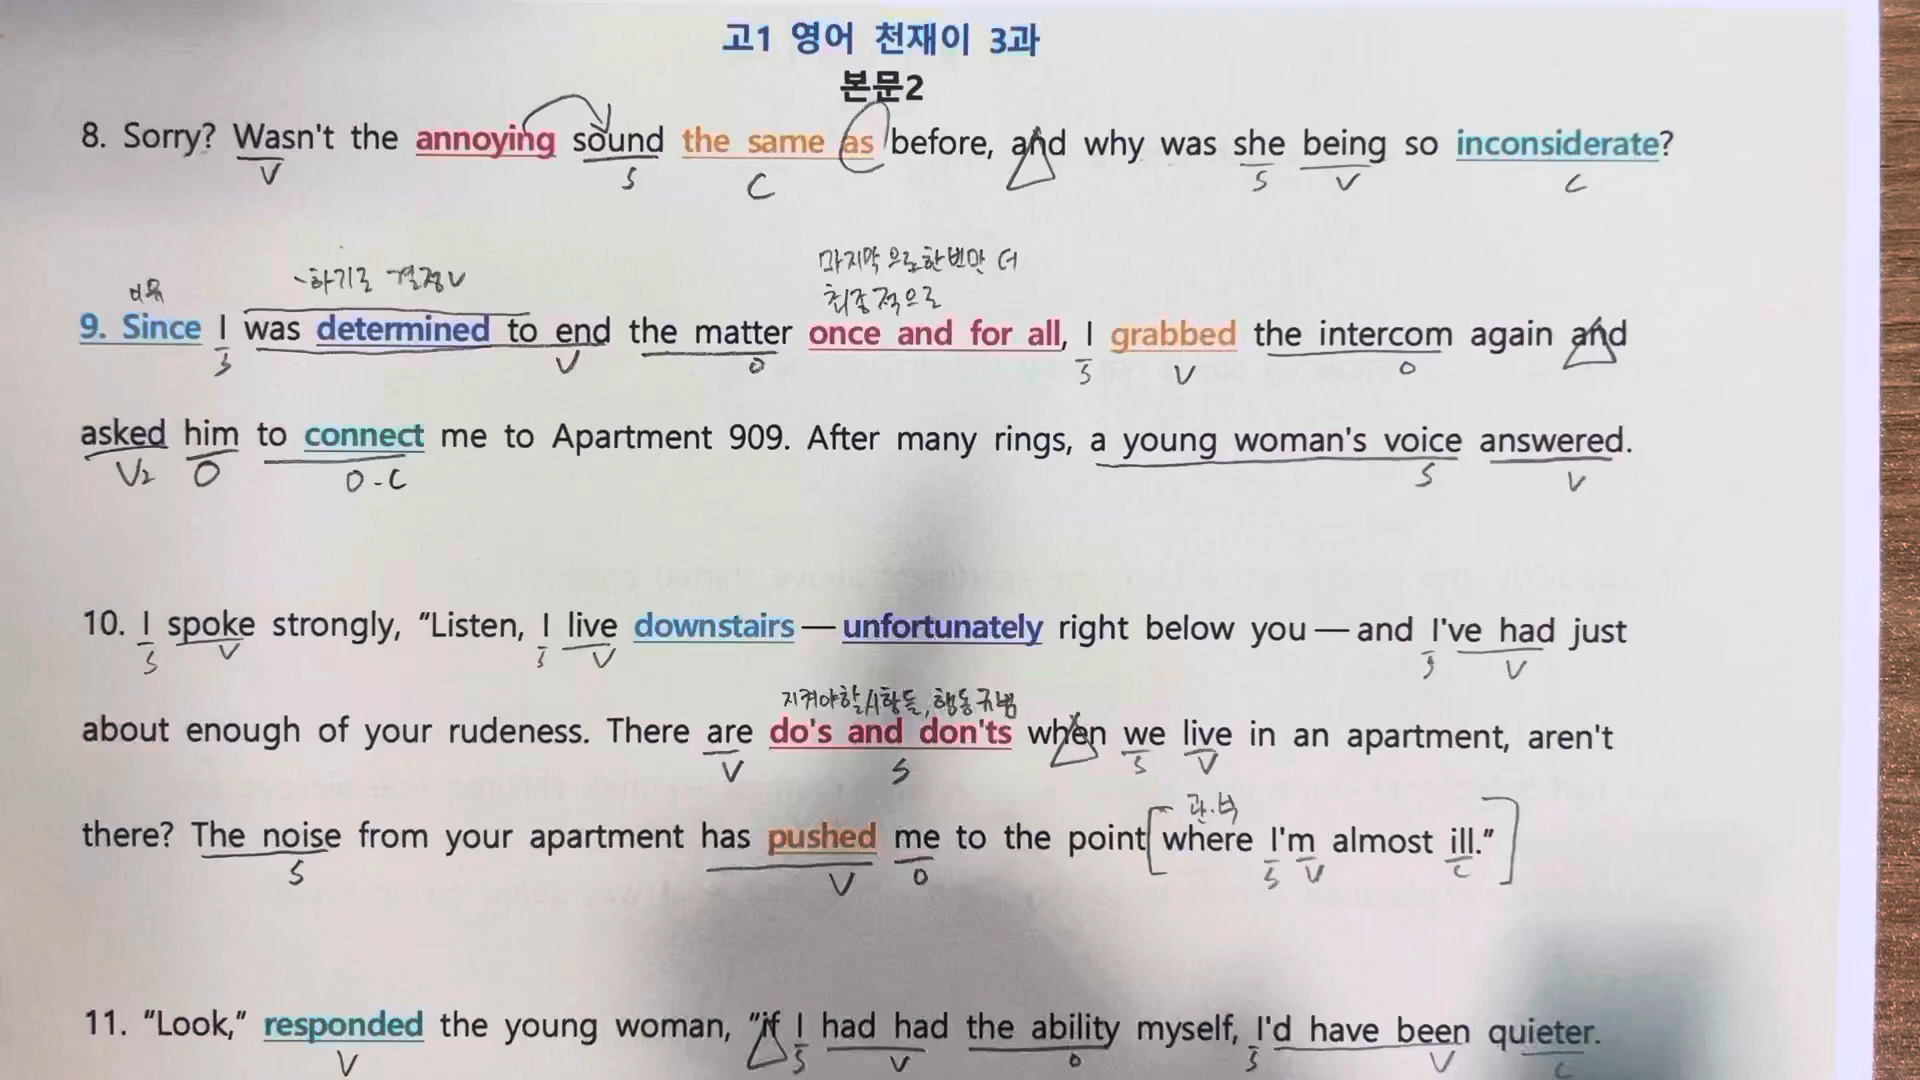 고1 영어 천재이 3과
본문2
8. Sorry? Wasn't the annoying sound the same as before, and why was she being so inconsiderate?
V S C S V C
마지막으로 한번만 더
이유 ~하기로 결정 V 최종적으로
9. Since I was determined to end the matter once and for all, I grabbed the intercom again and
S V O S V O
asked him to connect me to Apartment 909. After many rings, a young woman's voice answered.
V2 O O-C S V
10. I spoke strongly, “Listen, I live downstairs — unfortunately right below you — and I've had just
S V S V S V
지켜야할 사항들, 행동규범
about enough of your rudeness. There are do's and don'ts when we live in an apartment, aren't
V S S V
관·부
there? The noise from your apartment has pushed me to the point [where I'm almost ill.”]
S V O S V C
11. “Look,” responded the young woman, “if I had had the ability myself, I'd have been quieter.
V S V O S V C